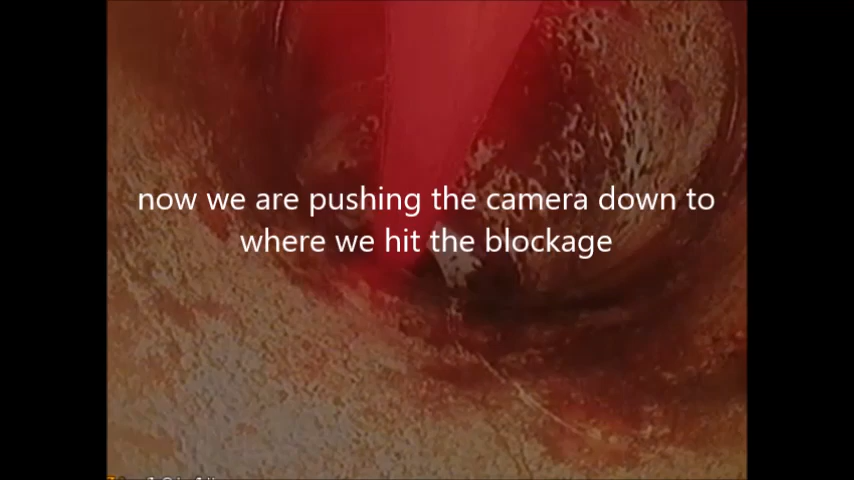 now we are pushing the camera down to
where we hit the blockage